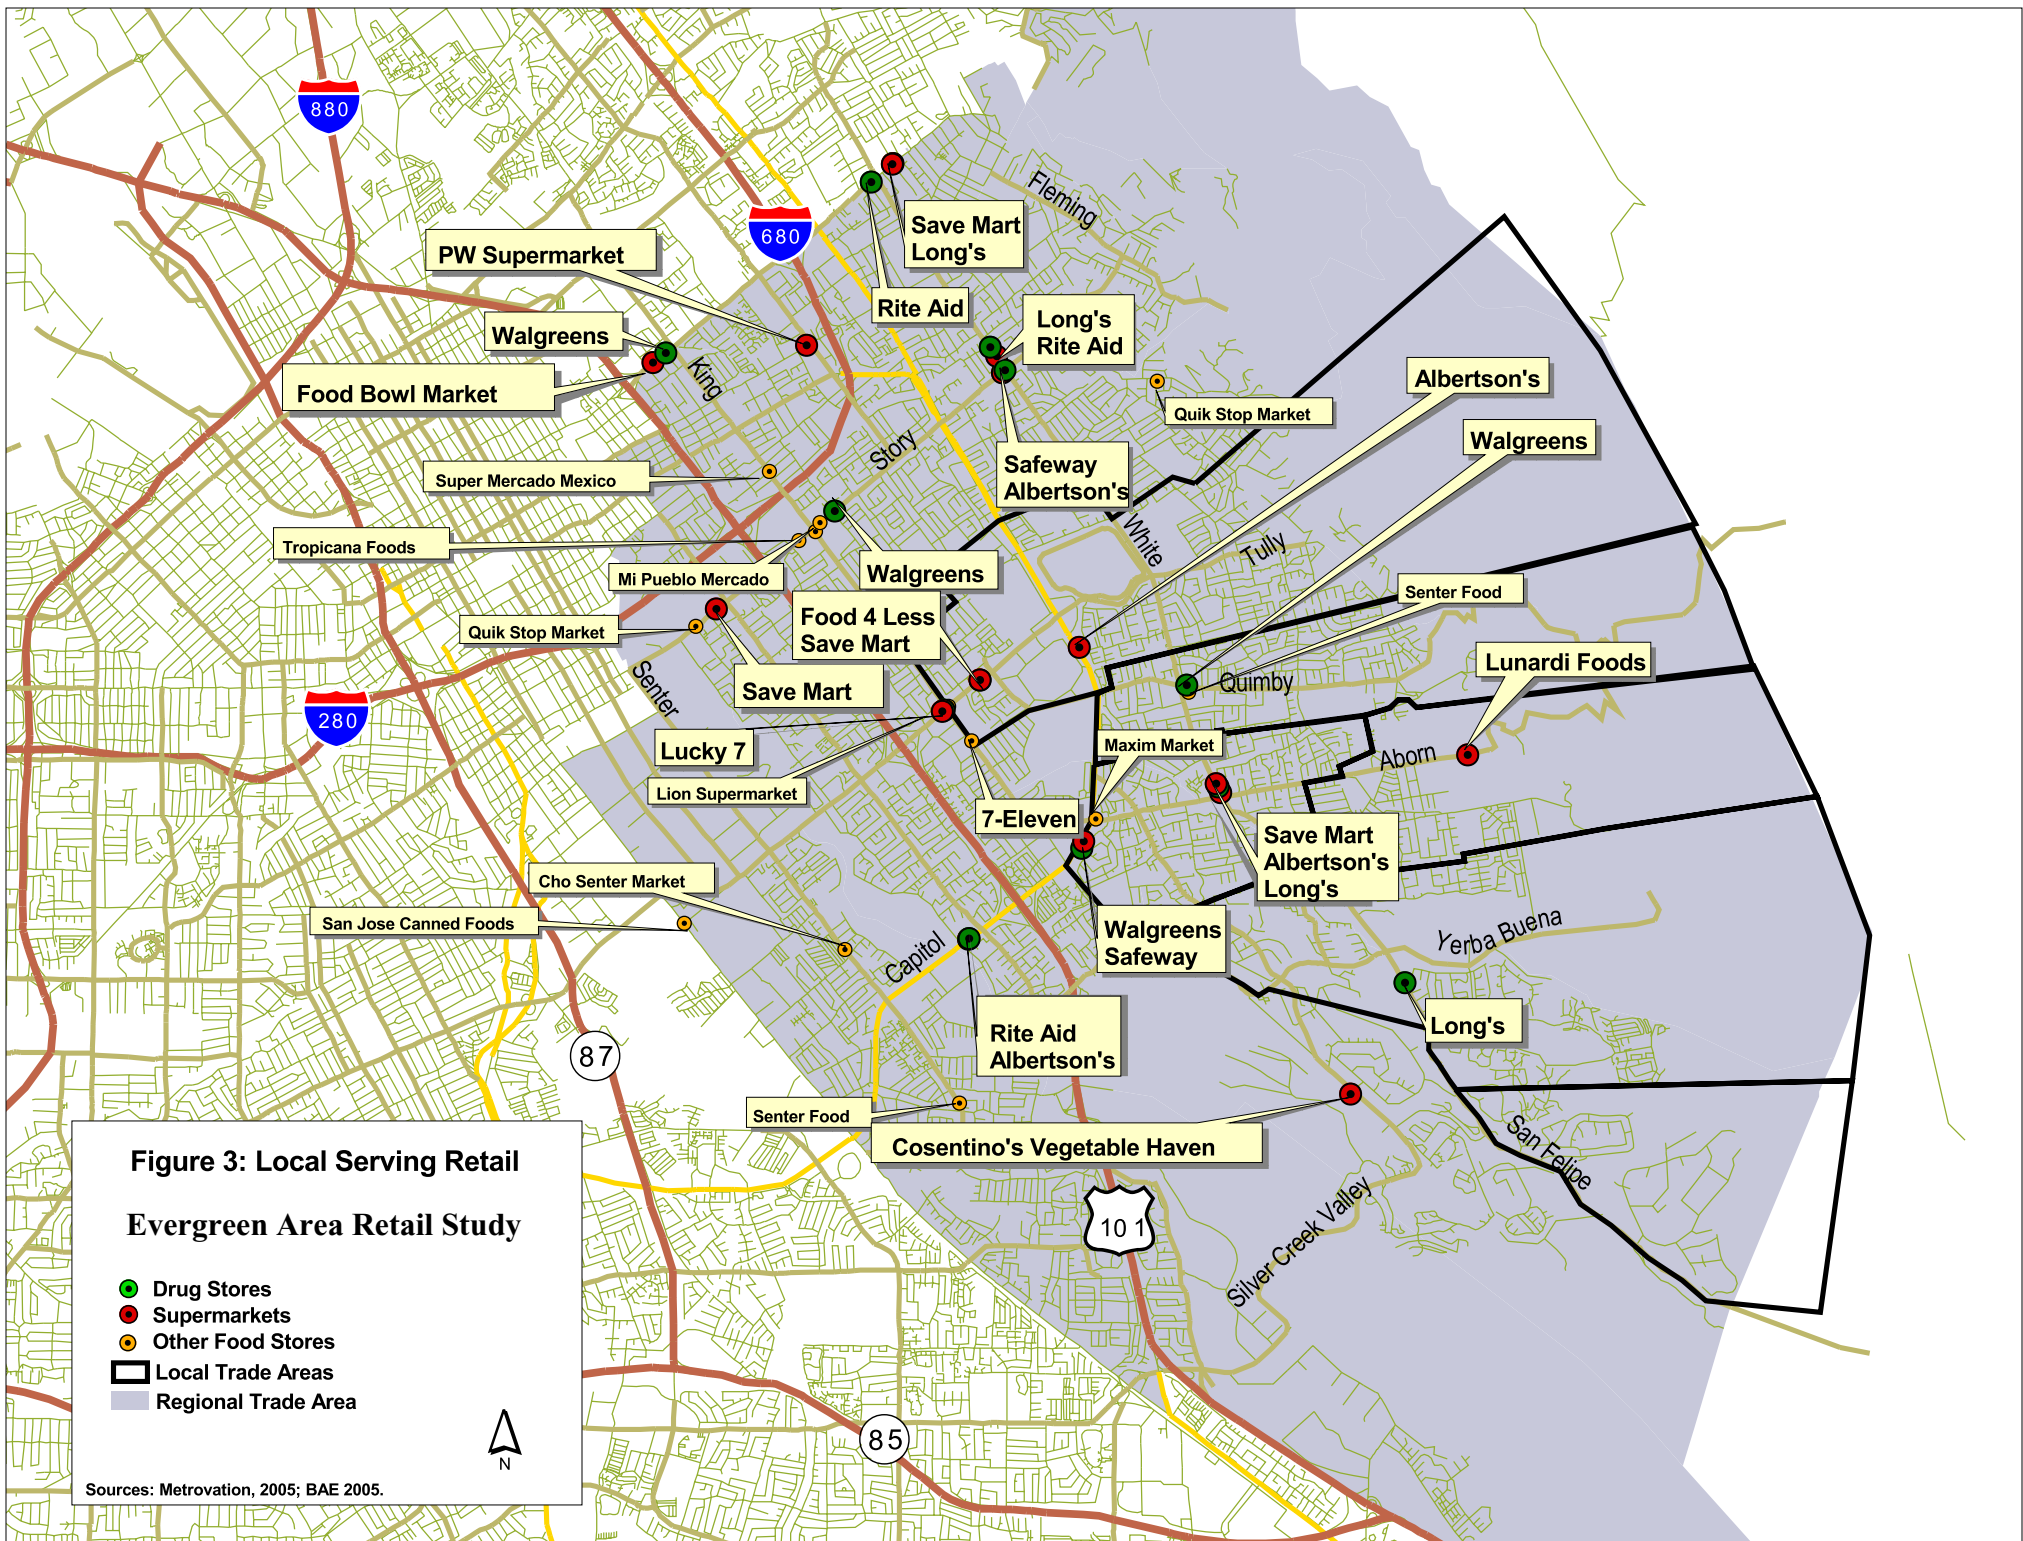 880
Fleming
Save Mart
Long's
680
PW Supermarket
Rite Aid
Long's
Rite Aid
Walgreens
King
Albertson's
Food Bowl Market
Quik Stop Market
Story
Walgreens
Safeway
Albertson's
Super Mercado Mexico
White
Tully
Tropicana Foods
Mi Pueblo Mercado
Walgreens
Senter Food
Food 4 Less
Save Mart
Quik Stop Market
Senter
Save Mart
Lunardi Foods
Quimby
280
Lucky 7
Maxim Market
Aborn
Lion Supermarket
7-Eleven
Save Mart
Albertson's
Long's
Cho Senter Market
San Jose Canned Foods
Walgreens
Safeway
Yerba Buena
Capitol
Long's
Rite Aid
Albertson's
87
Senter Food
Cosentino's Vegetable Haven
San Felipe
101
Silver Creek Valley
Figure 3: Local Serving Retail
Evergreen Area Retail Study
Drug Stores
Supermarkets
Other Food Stores
Local Trade Areas
Regional Trade Area
N
85
Sources: Metrovation, 2005; BAE 2005.